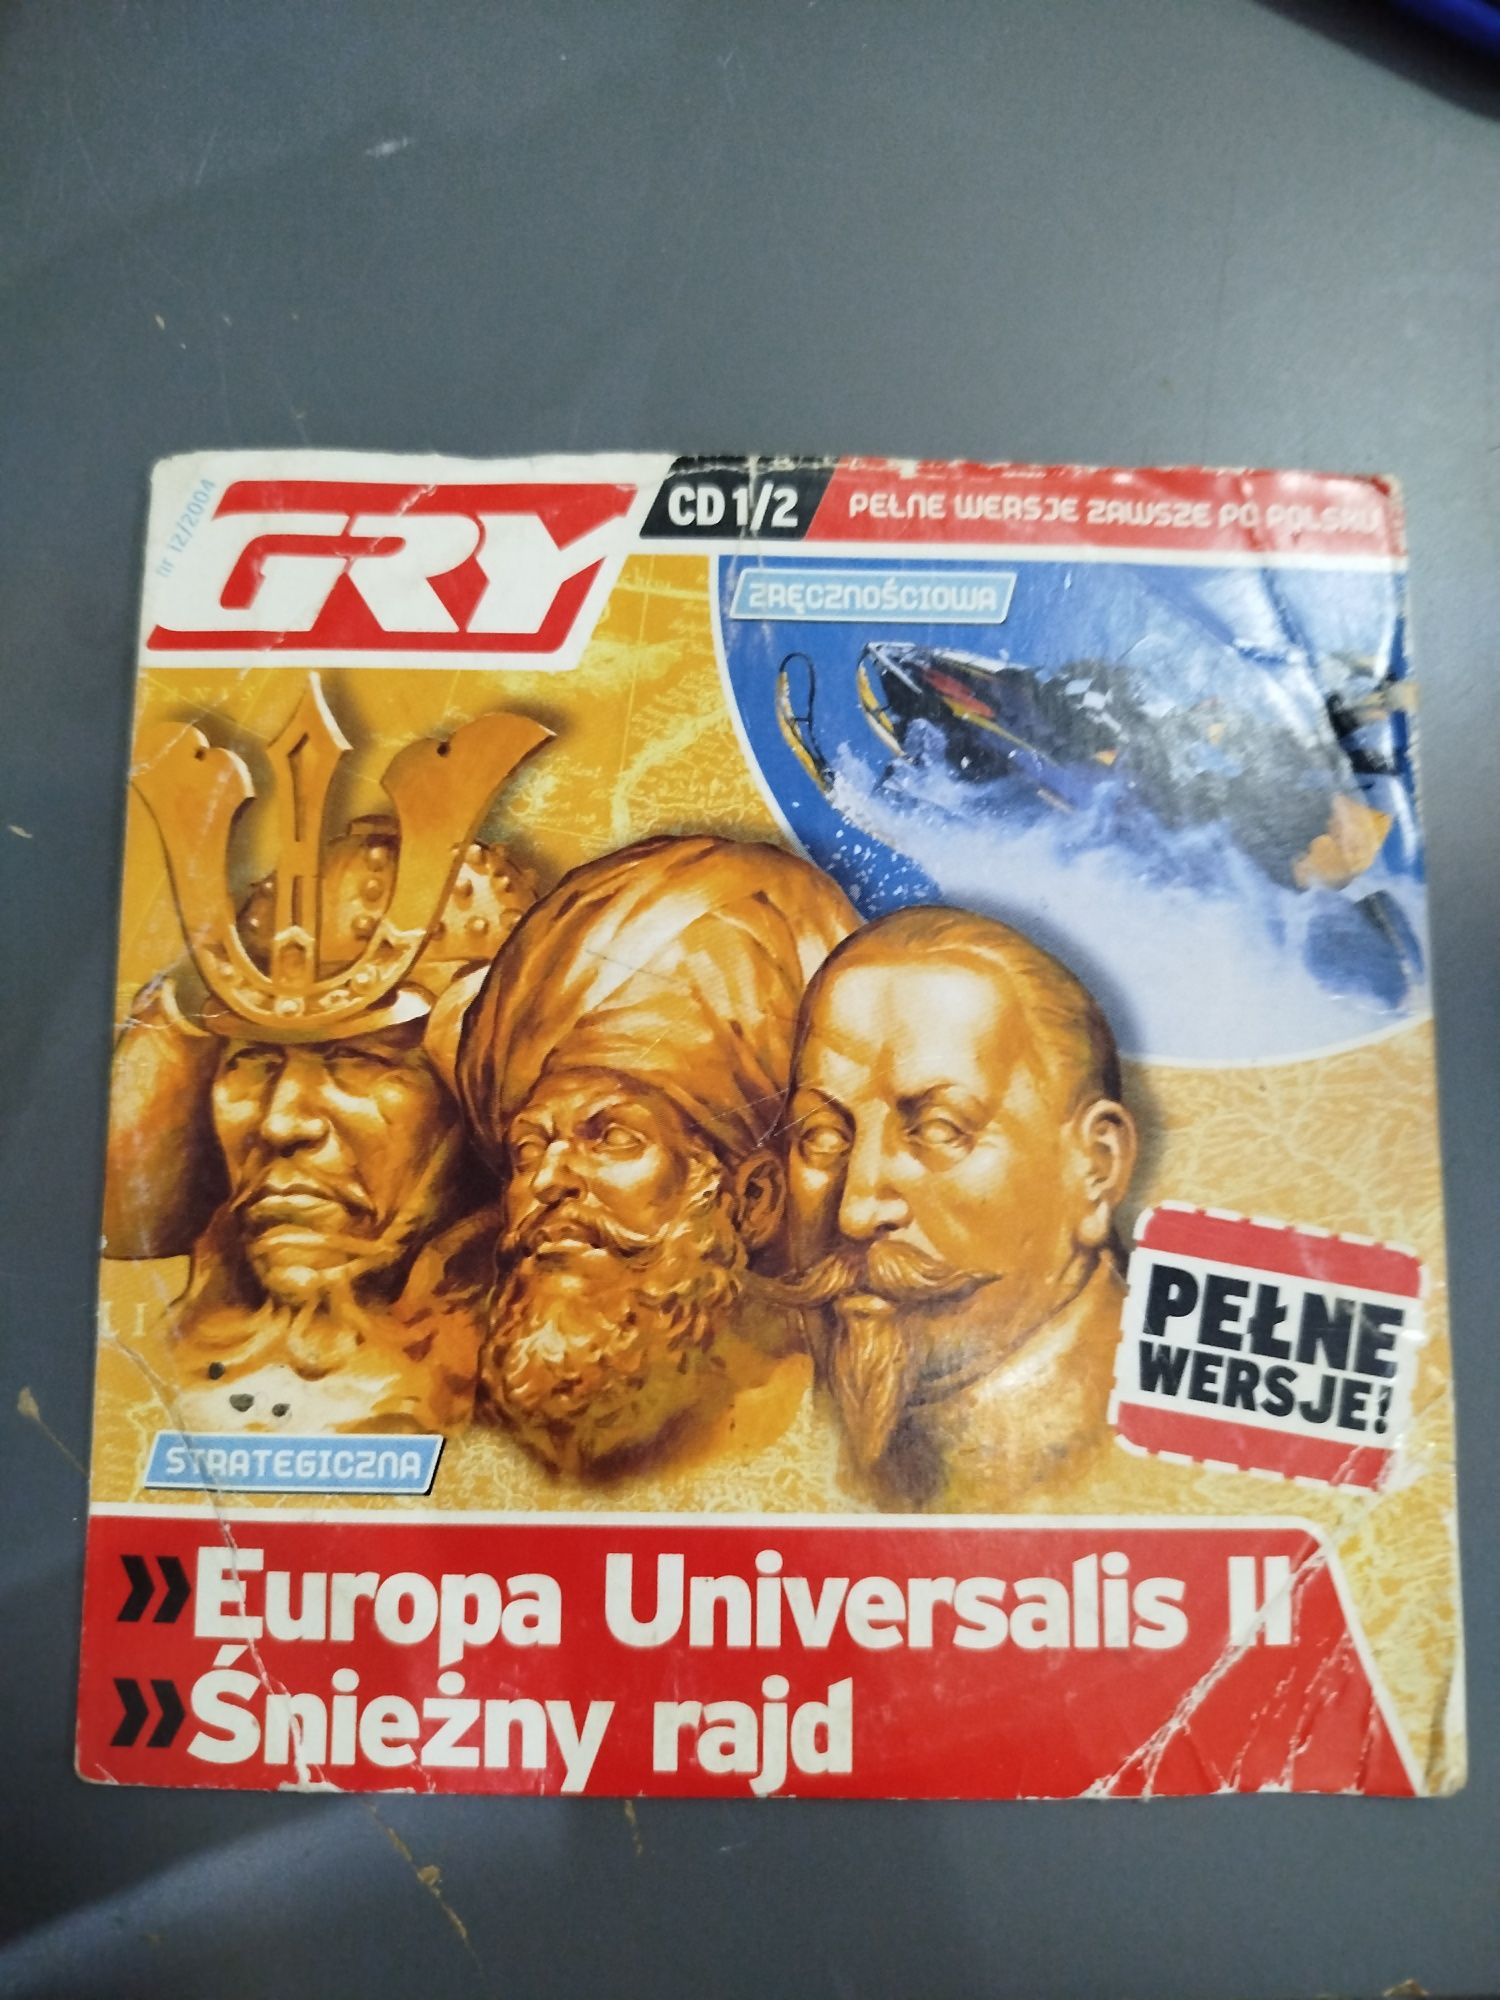 nr 12/2004
GRY
CD 1/2
PEŁNE WERSJE ZAWSZE PO POLSKU
ZRĘCZNOŚCIOWA
STRATEGICZNA
PEŁNE
WERSJE!
»Europa Universalis II
»Śnieżny rajd